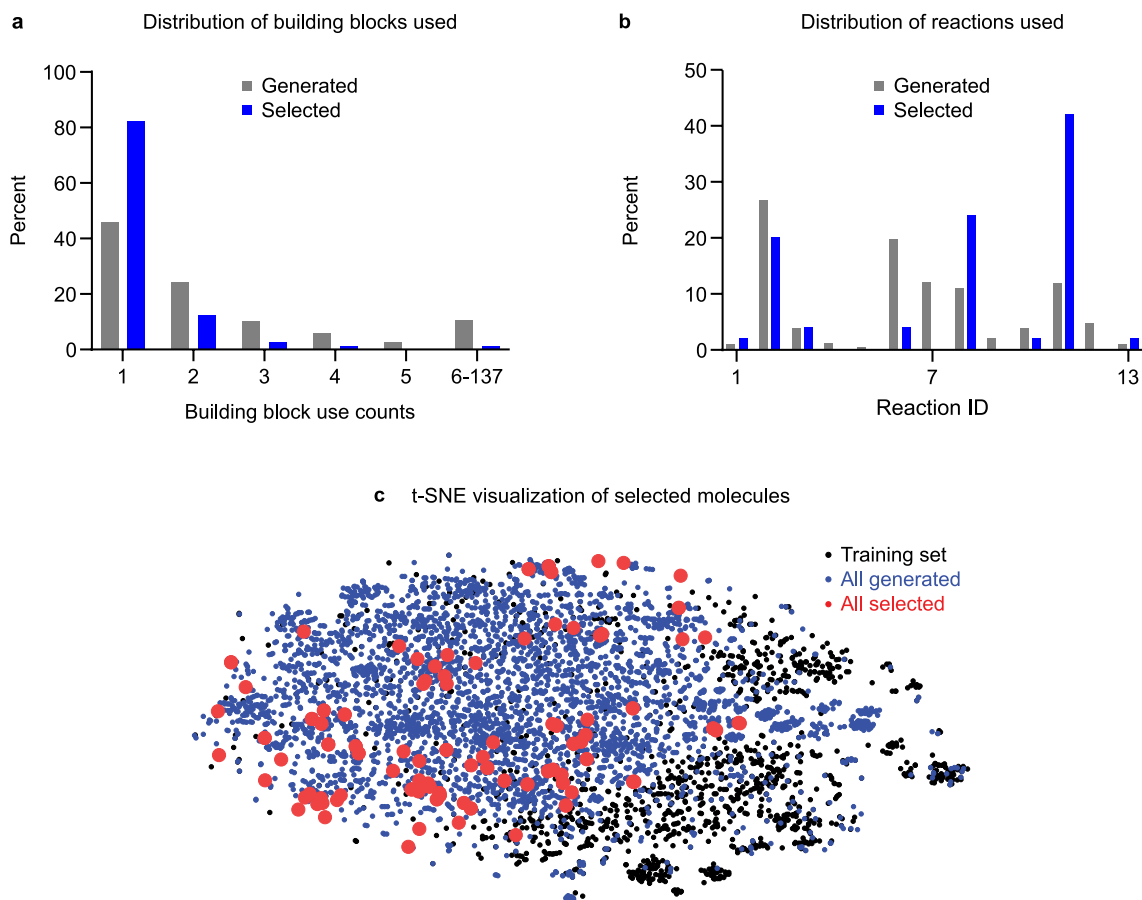 a Distribution of building blocks used
Percent
100
80
60
40
20
0
Generated
Selected
1 2 3 4 5 6-137
Building block use counts
b Distribution of reactions used
Percent
50
40
30
20
10
0
Generated
Selected
1 7 13
Reaction ID
c t-SNE visualization of selected molecules
Training set
All generated
All selected